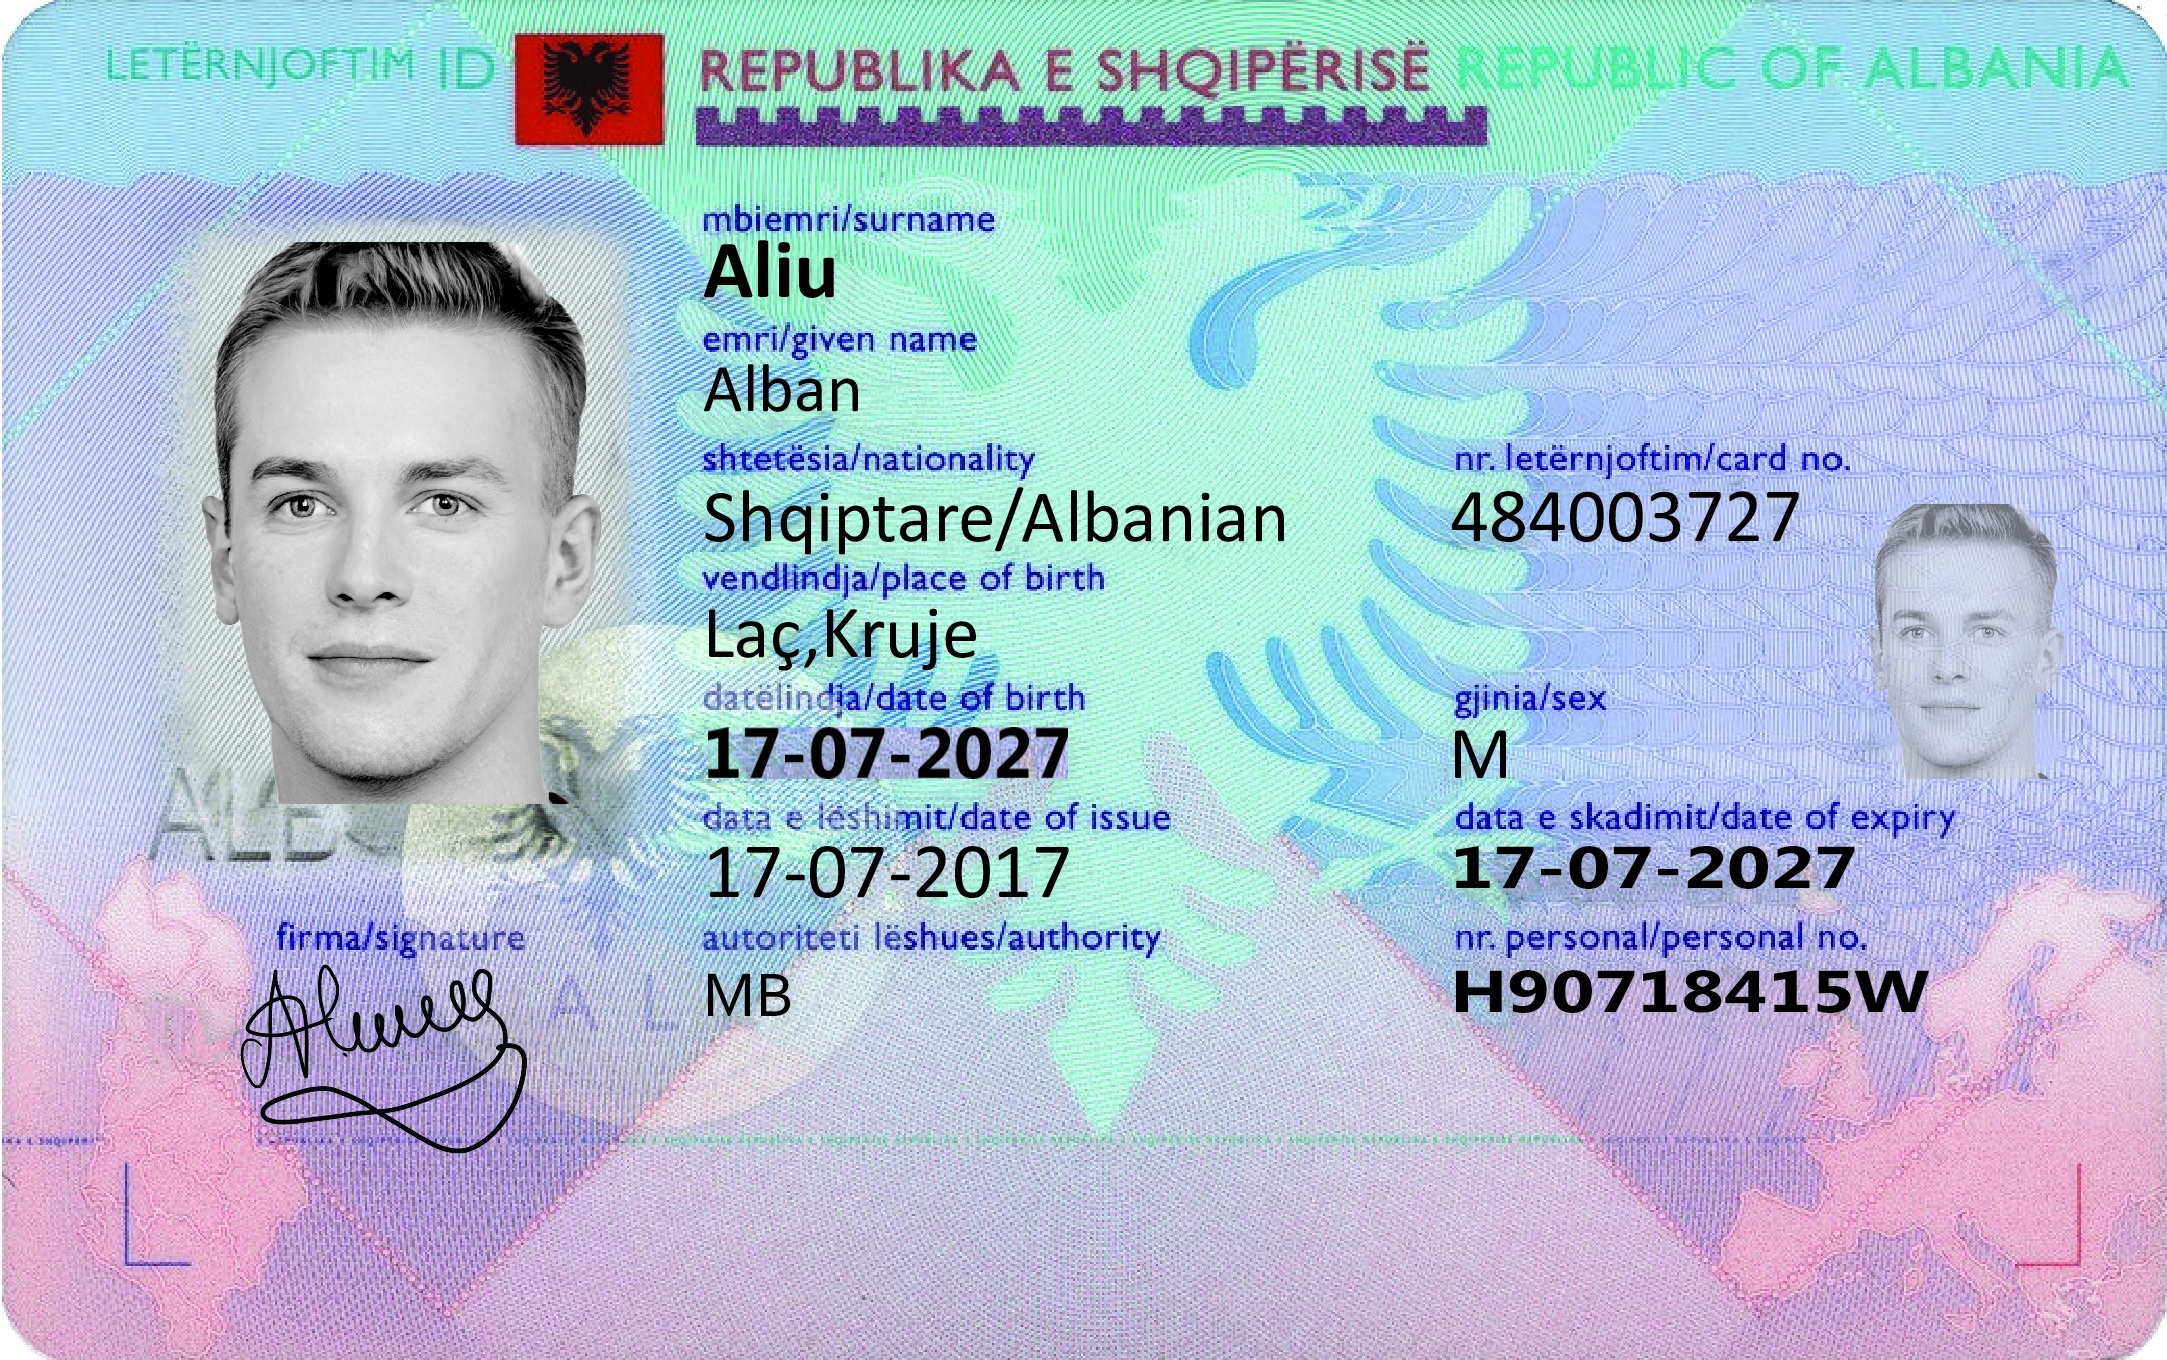 LETËRNJOFTIM ID REPUBLIKA E SHQIPËRISË REPUBLIC OF ALBANIA
mbiemri/surname
Aliu
emri/given name
Alban
shtetësia/nationality nr. letërnjoftim/card no.
Shqiptare/Albanian 484003727
vendlindja/place of birth
Laç,Kruje
datëlindja/date of birth gjinia/sex
17-07-2027 M
data e lëshimit/date of issue data e skadimit/date of expiry
17-07-2017 17-07-2027
firma/signature autoriteti lëshues/authority nr. personal/personal no.
MB H90718415W